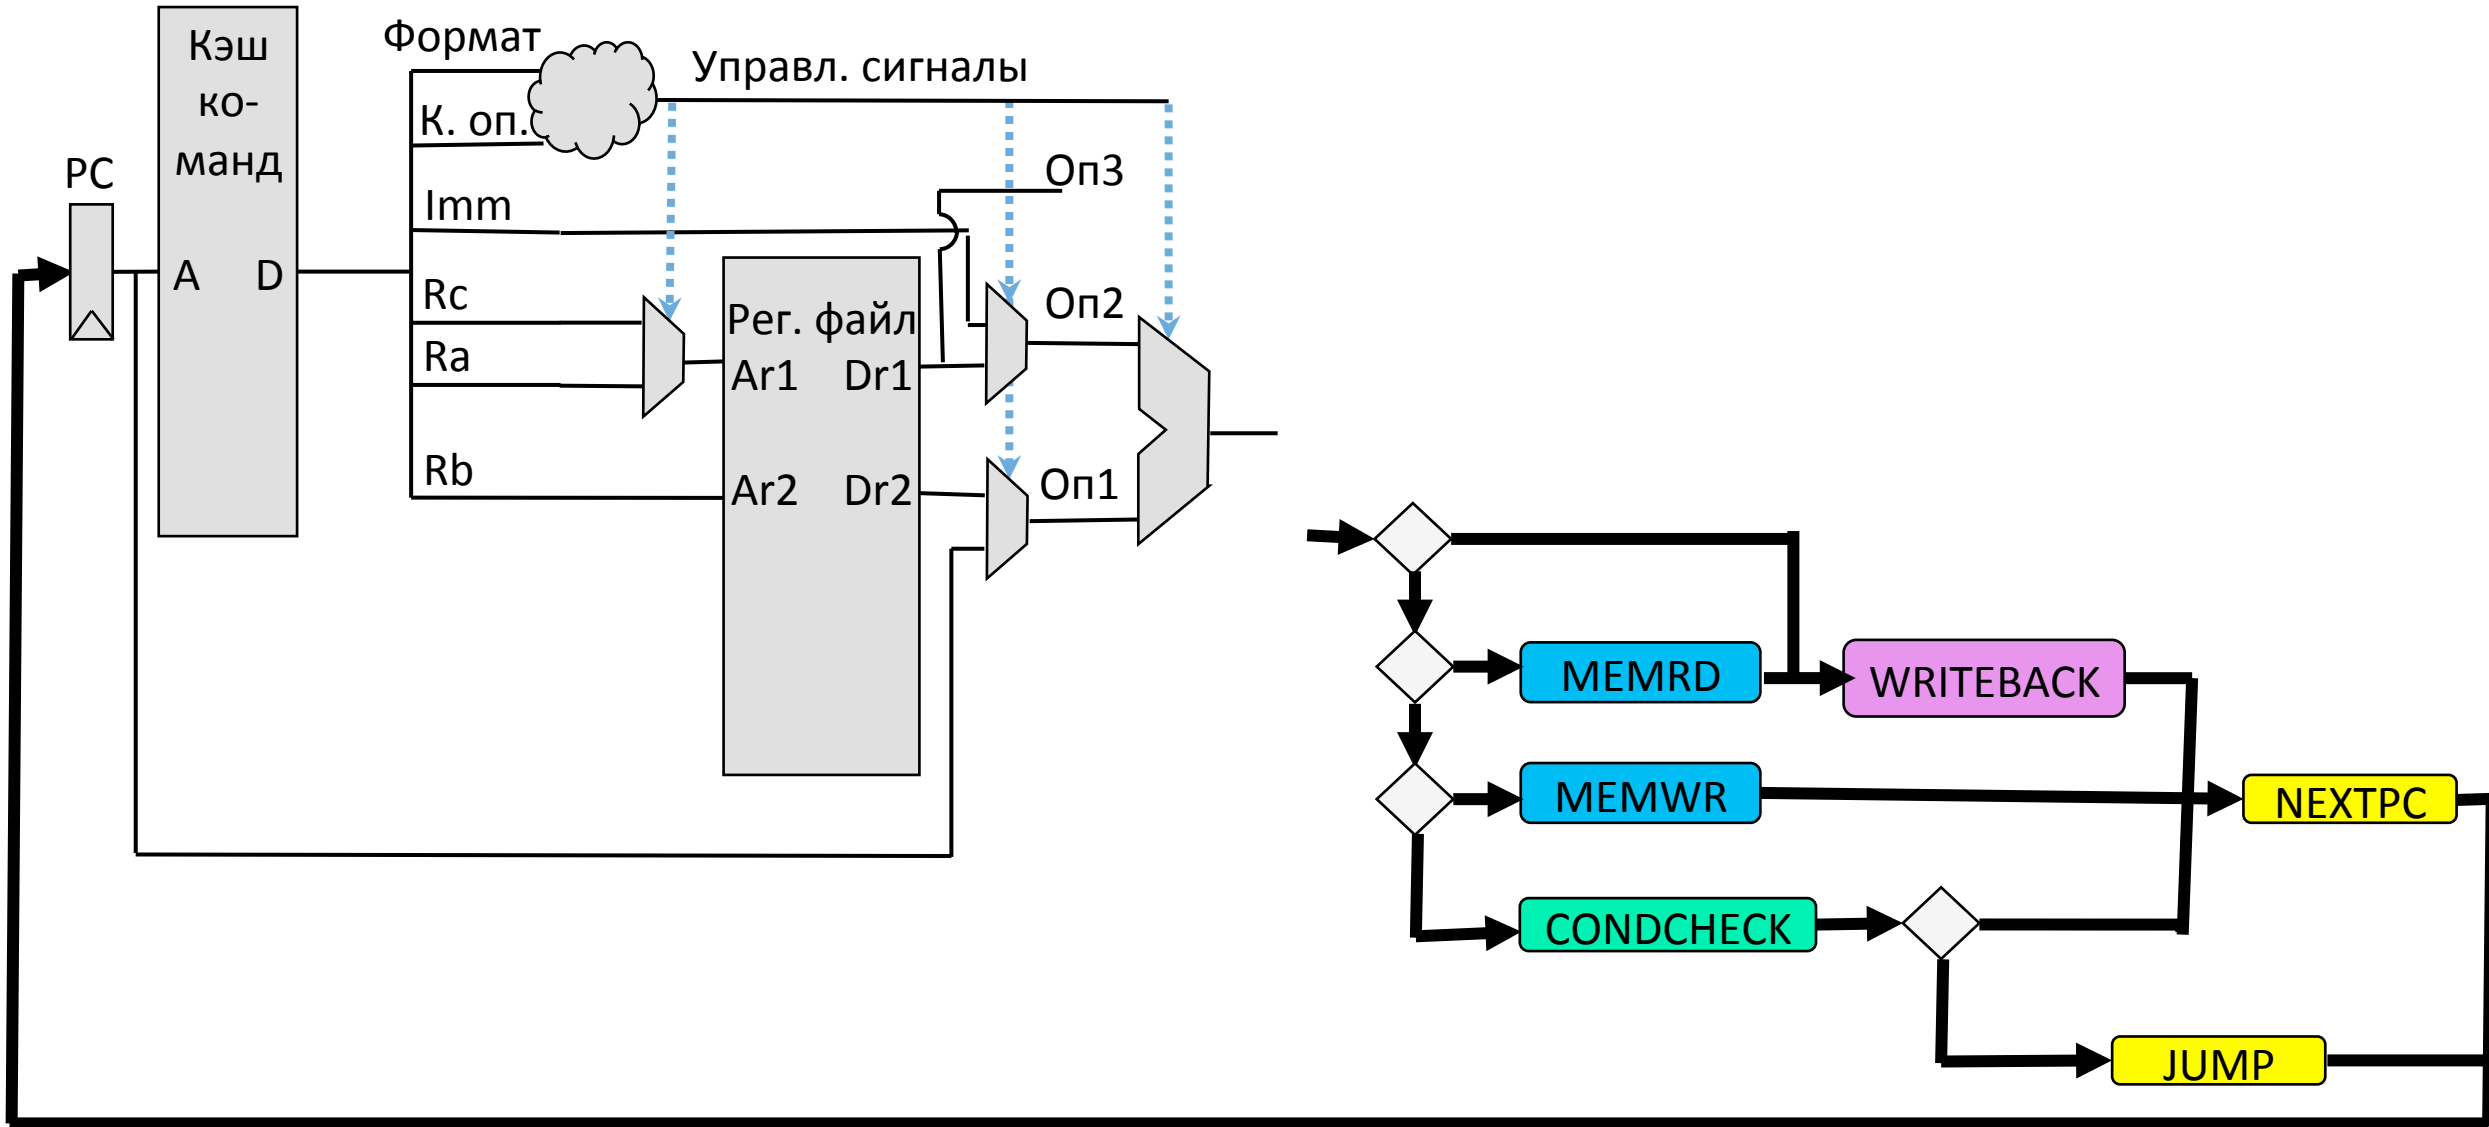 Кэш
ко-
манд
A D
PC
Формат
К. оп.
Imm
Rc
Ra
Rb
Управл. сигналы
Рег. файл
Ar1 Dr1
Ar2 Dr2
Оп3
Оп2
Оп1
MEMRD
WRITEBACK
MEMWR
NEXTPC
CONDCHECK
JUMP